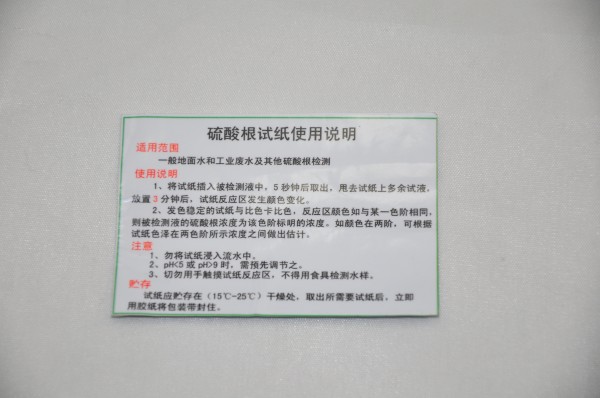 硫酸根试纸使用说明
适用范围
一般地面水和工业废水及其他硫酸根检测
使用说明
1、将试纸插入被检测液中，5秒钟后取出，甩去试纸上多余试液，
放置3分钟后，试纸反应区发生颜色变化。
2、发色稳定的试纸与比色卡比色，反应区颜色如与某一色阶相同，
则被检测液的硫酸根浓度为该色阶标明的浓度。如颜色在两阶，可根据
试纸色泽在两色阶所示浓度之间做出估计。
注意
1、勿将试纸浸入流水中。
2、pH<5或pH>9时，需预先调节之。
3、切勿用手触摸试纸反应区，不得用食具检测水样。
贮存
试纸应贮存在（15℃-25℃）干燥处，取出所需要试纸后，立即
用胶纸将包装带封住。